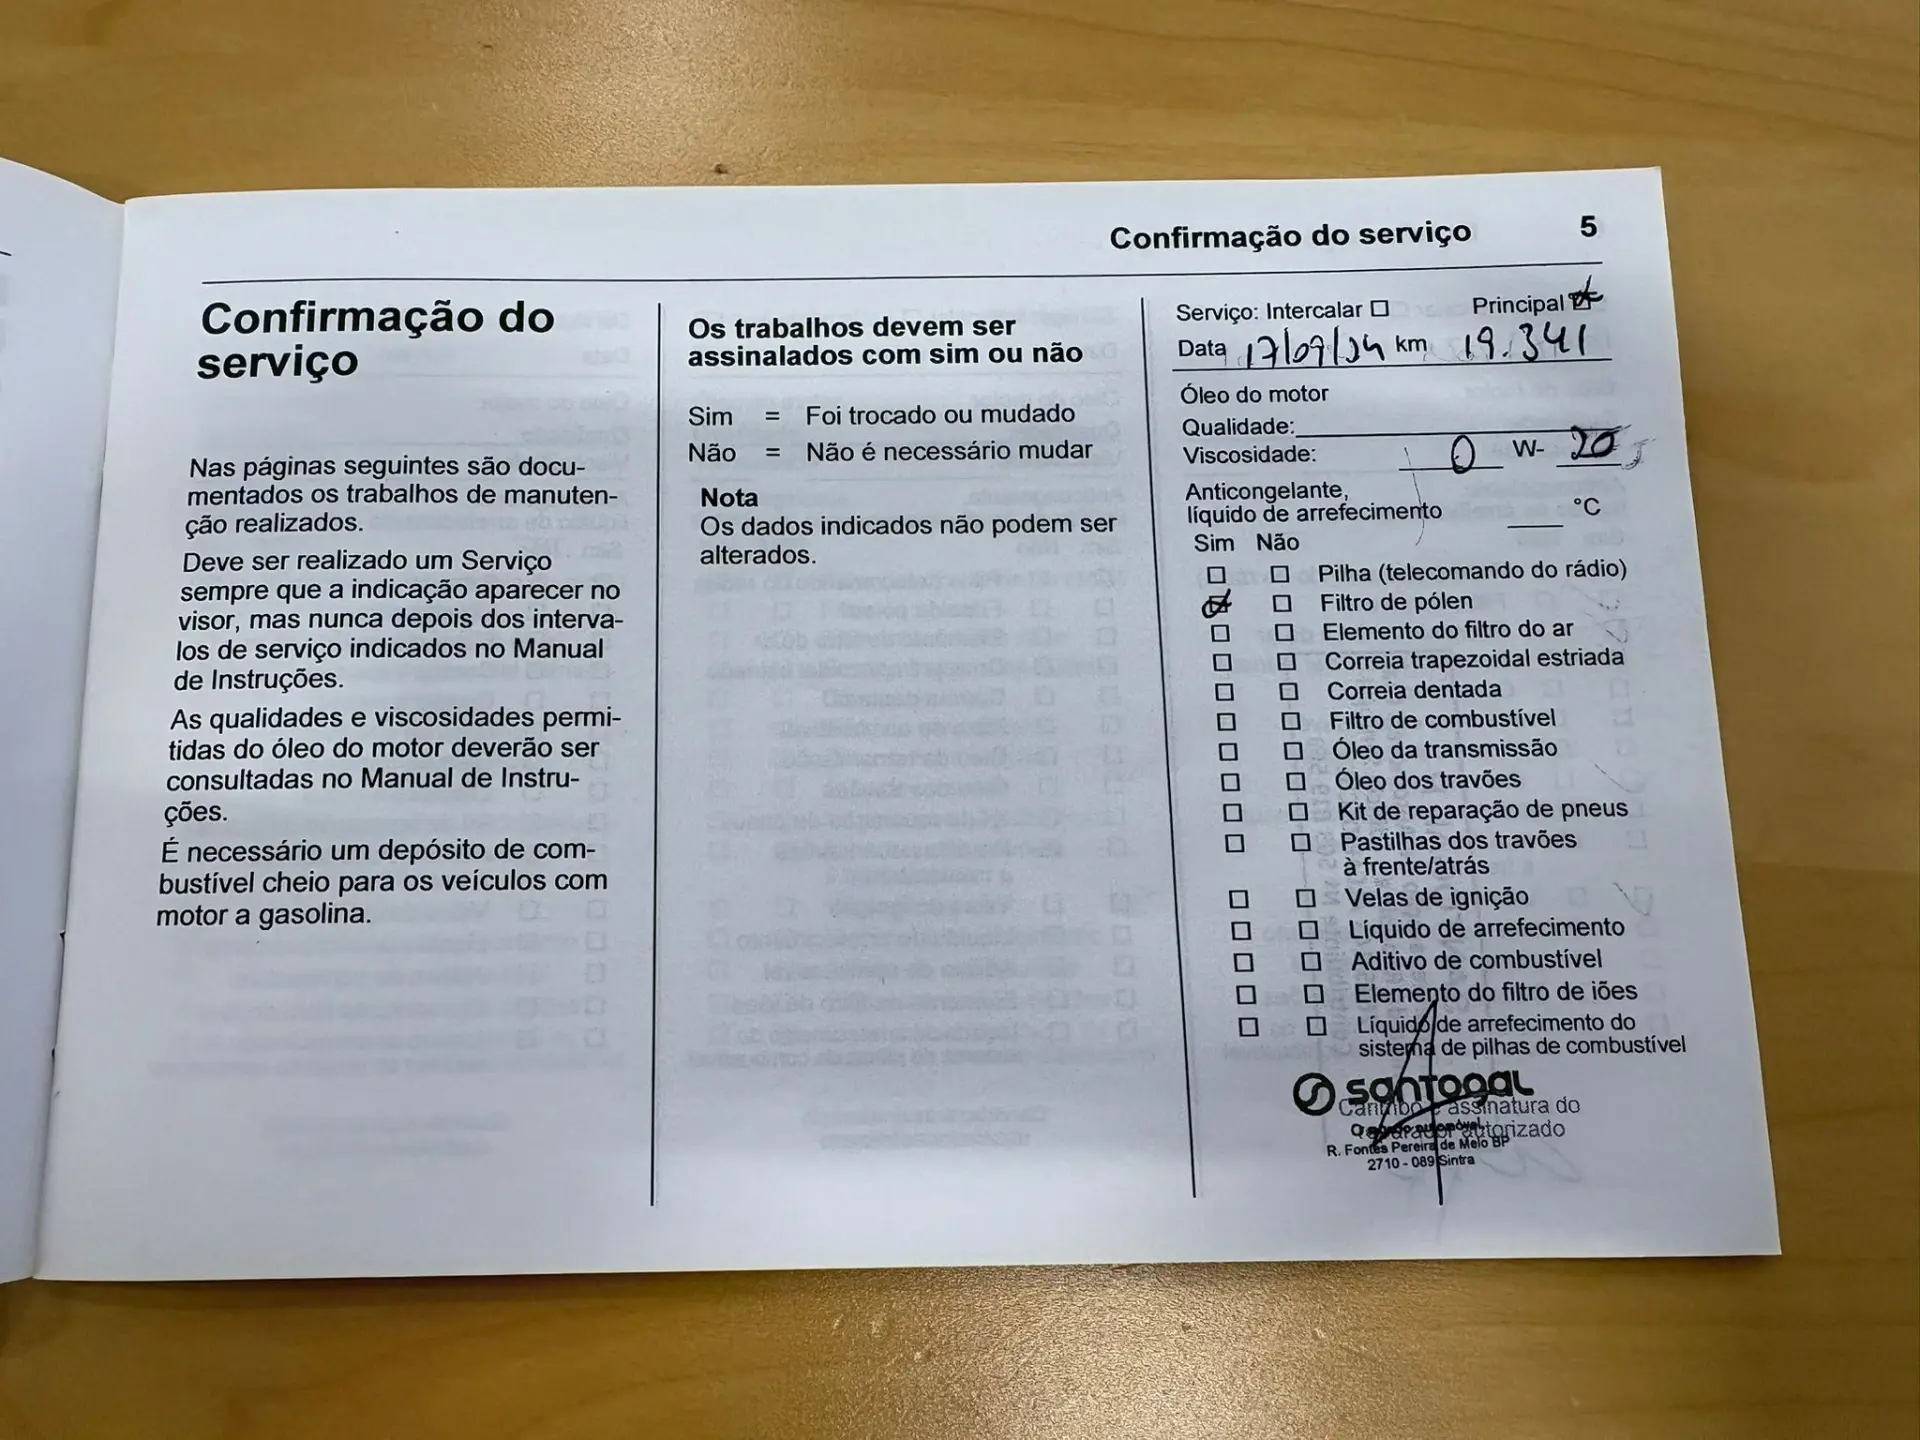 Confirmação do serviço 5
Confirmação do
serviço
Nas páginas seguintes são docu-
mentados os trabalhos de manuten-
ção realizados.
Deve ser realizado um Serviço
sempre que a indicação aparecer no
visor, mas nunca depois dos interva-
los de serviço indicados no Manual
de Instruções.
As qualidades e viscosidades permi-
tidas do óleo do motor deverão ser
consultadas no Manual de Instru-
ções.
É necessário um depósito de com-
bustível cheio para os veículos com
motor a gasolina.
Os trabalhos devem ser
assinalados com sim ou não
Sim = Foi trocado ou mudado
Não = Não é necessário mudar
Nota
Os dados indicados não podem ser
alterados.
Serviço: Intercalar Principal
Data km 19.341
Óleo do motor
Qualidade:
Viscosidade: 0 W- 20
Anticongelante,
líquido de arrefecimento °C
Sim Não
Pilha (telecomando do rádio)
Filtro de pólen
Elemento do filtro do ar
Correia trapezoidal estriada
Correia dentada
Filtro de combustível
Óleo da transmissão
Óleo dos travões
Kit de reparação de pneus
Pastilhas dos travões
à frente/atrás
Velas de ignição
Líquido de arrefecimento
Aditivo de combustível
Elemento do filtro de iões
Líquido de arrefecimento do
sistema de pilhas de combustível
santogal
Carimbo e assinatura do
reparador autorizado
R. Fontes Pereira de Melo BP
2710 - 089 Sintra